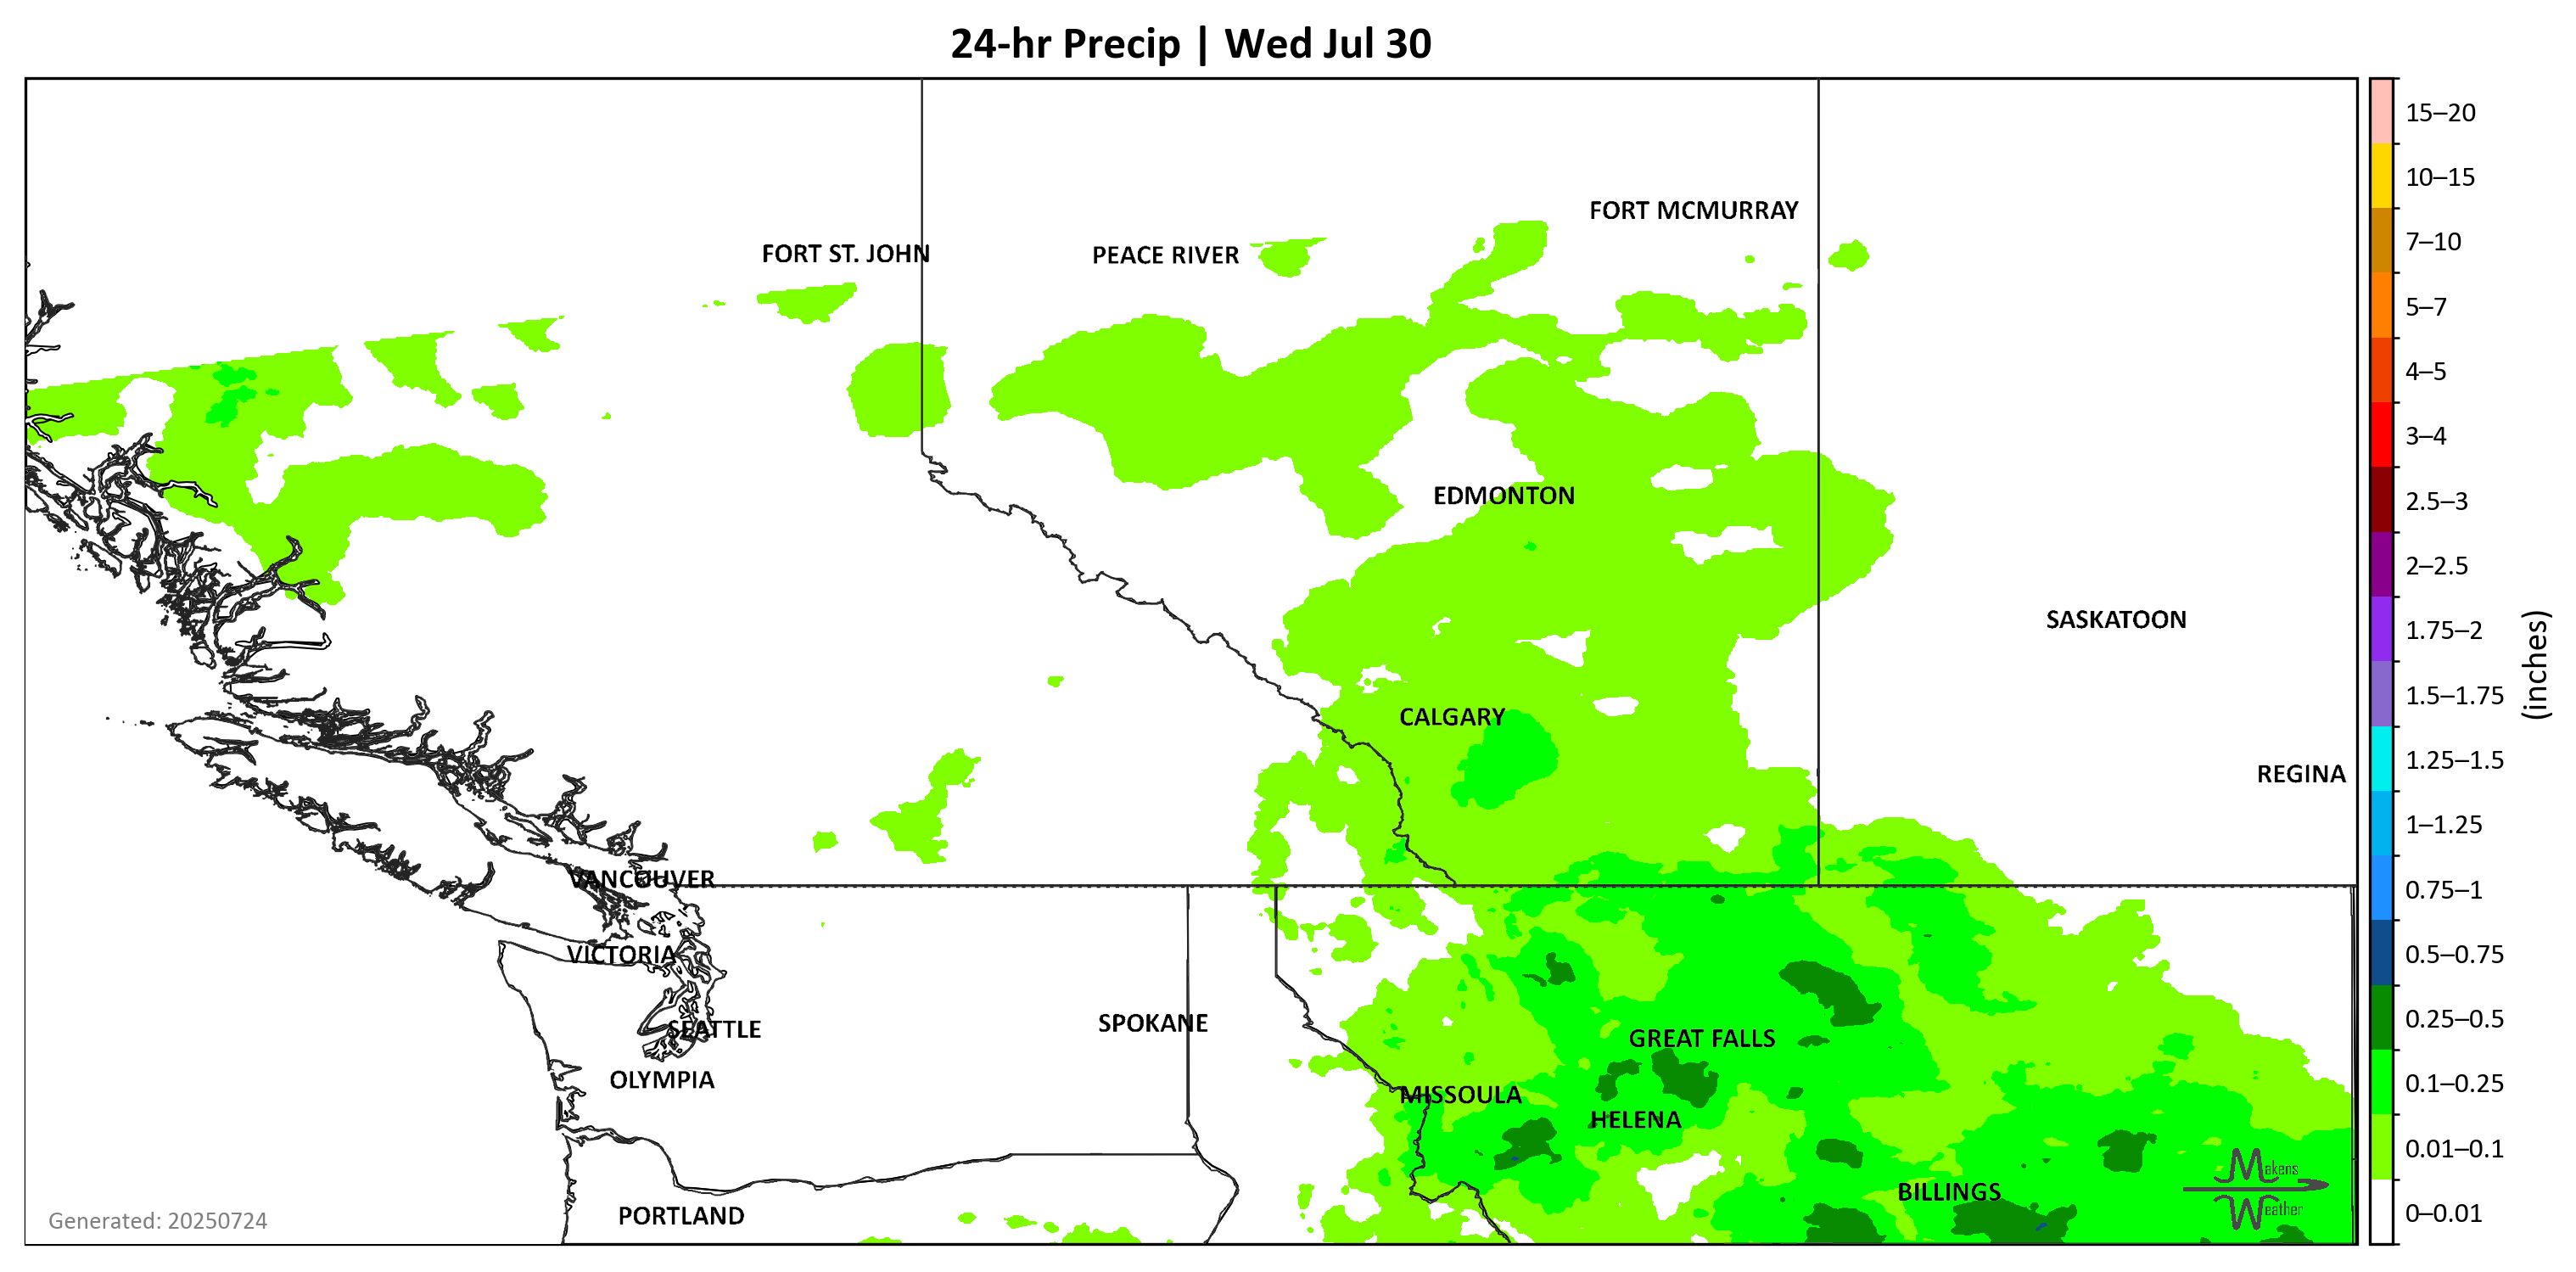 24-hr Precip | Wed Jul 30
15–20
10–15
FORT MCMURRAY
7–10
FORT ST. JOHN
PEACE RIVER
5–7
4–5
3–4
EDMONTON
2.5–3
2–2.5
SASKATOON
1.75–2
(inches)
1.5–1.75
CALGARY
1.25–1.5
REGINA
1–1.25
VANCOUVER
0.75–1
VICTORIA
0.5–0.75
SEATTLE
SPOKANE
0.25–0.5
GREAT FALLS
OLYMPIA
0.1–0.25
MISSOULA
HELENA
0.01–0.1
Makens
BILLINGS
Weather
PORTLAND
0–0.01
Generated: 20250724